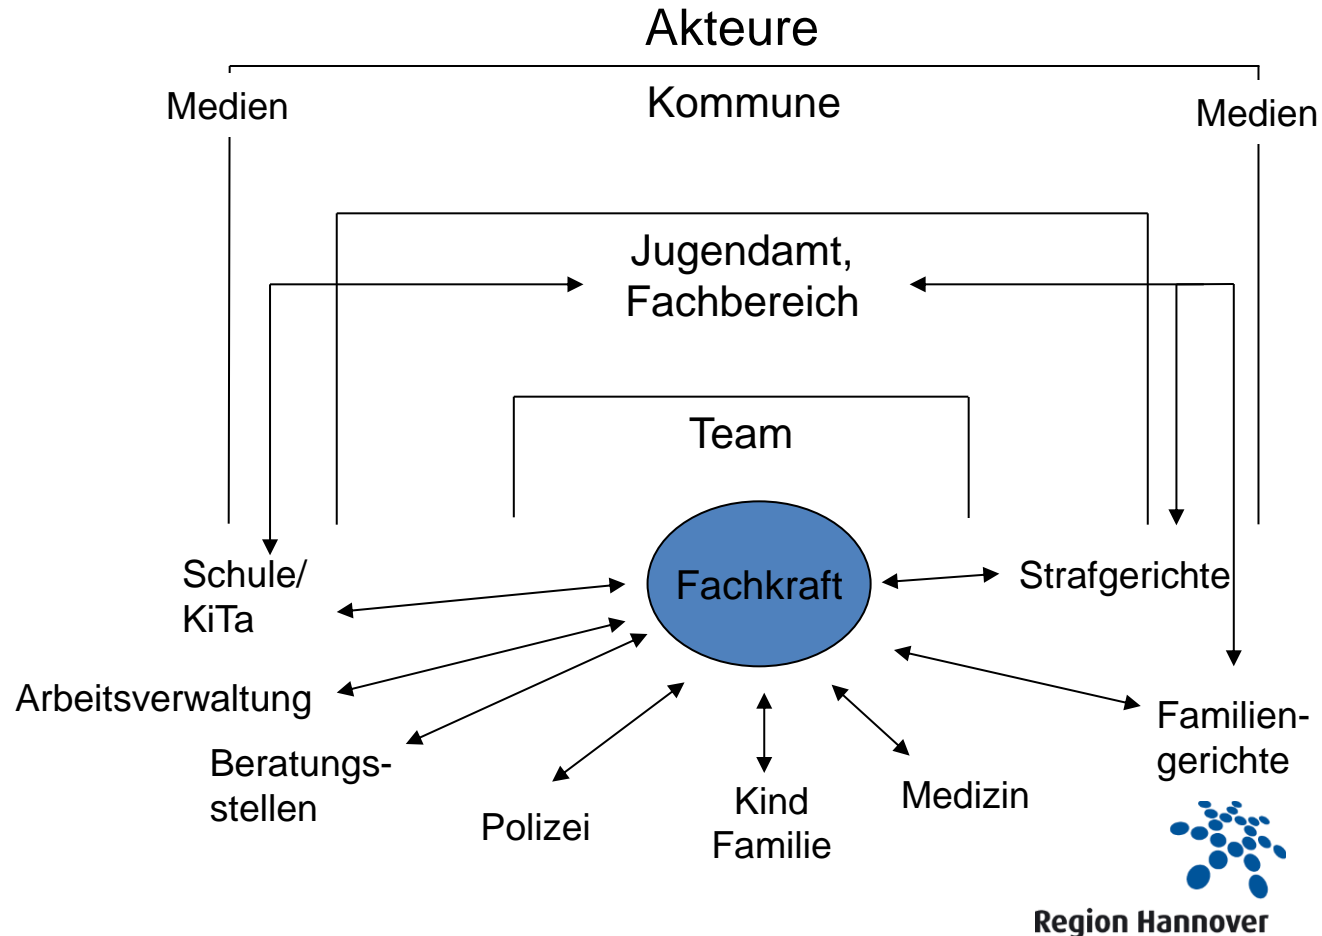 Akteure
Medien
Kommune
Medien
Jugendamt,
Fachbereich
Team
Fachkraft
Schule/
KiTa
Strafgerichte
Arbeitsverwaltung
Familien-
gerichte
Beratungs-
stellen
Polizei
Kind
Familie
Medizin
Region Hannover